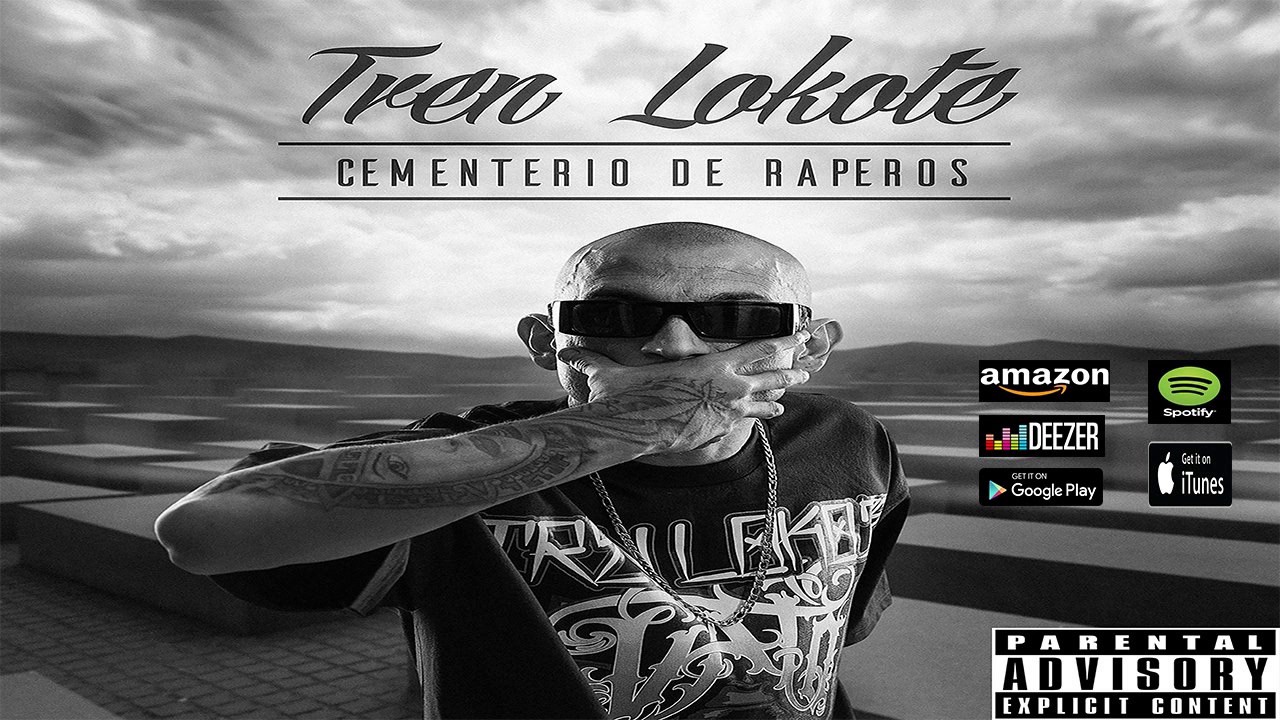 Tren Lokote
CEMENTERIO DE RAPEROS
amazon
Spotify
DEEZER
GET IT ON
Google Play
Get it on
iTunes
PARENTAL
ADVISORY
EXPLICIT CONTENT